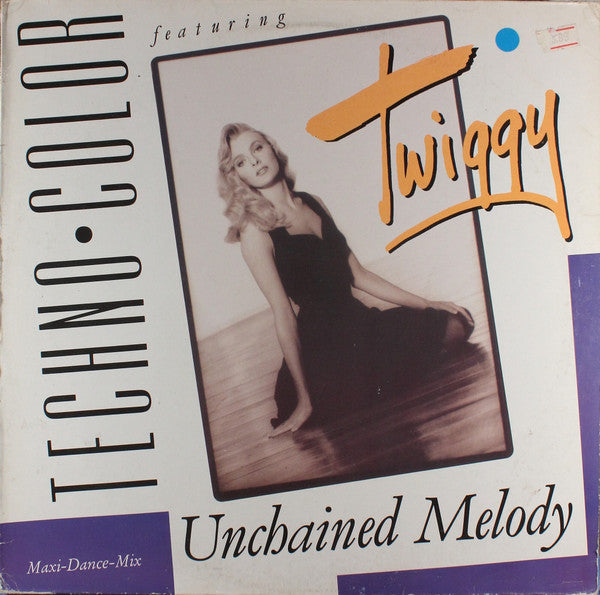 TECHNO • COLOR
featuring
Twiggy
Unchained Melody
Maxi-Dance-Mix